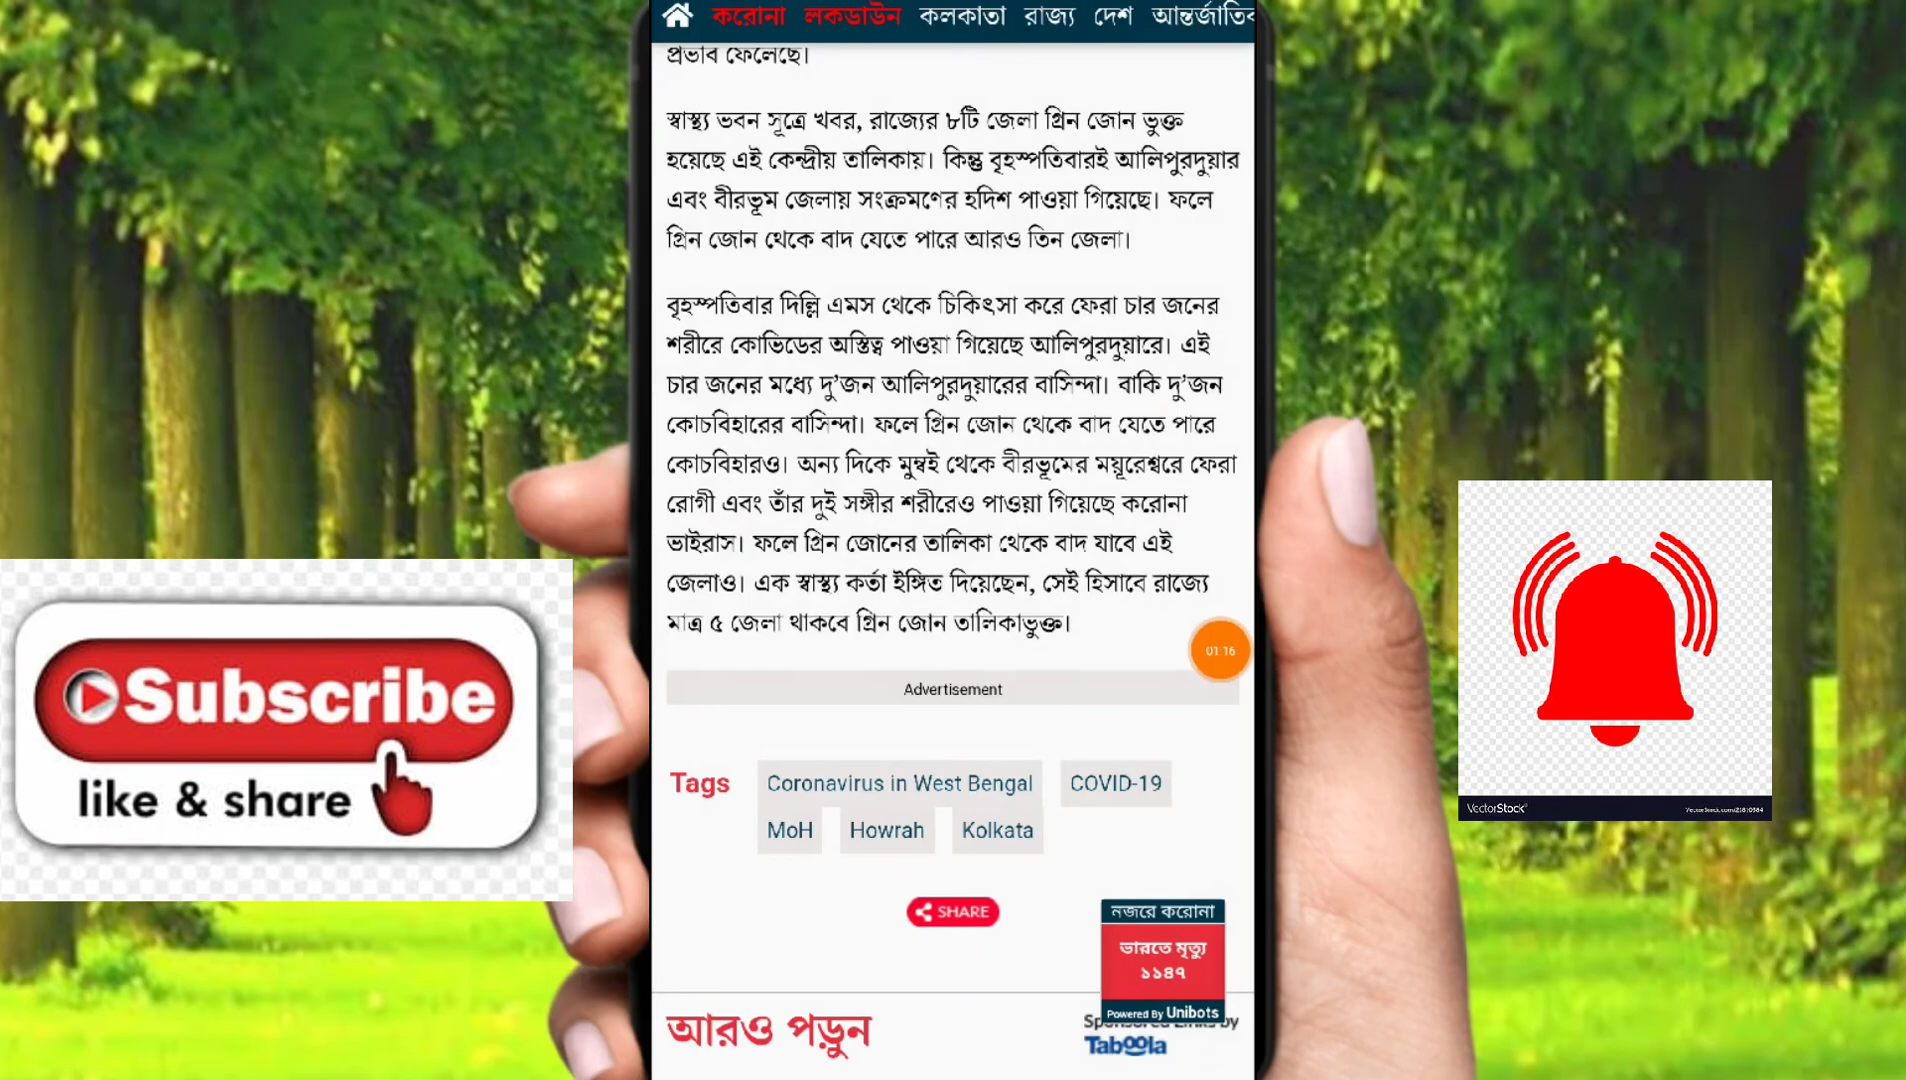 করোনা লকডাউন কলকাতা রাজ্য দেশ আন্তর্জাতিক
প্রভাব ফেলেছে।
স্বাস্থ্য ভবন সূত্রে খবর, রাজ্যের ৮টি জেলা গ্রিন জোন ভুক্ত
হয়েছে এই কেন্দ্রীয় তালিকায়। কিন্তু বৃহস্পতিবারই আলিপুরদুয়ার
এবং বীরভূম জেলায় সংক্রমণের হদিশ পাওয়া গিয়েছে। ফলে
গ্রিন জোন থেকে বাদ যেতে পারে আরও তিন জেলা।
বৃহস্পতিবার দিল্লি এমস থেকে চিকিৎসা করে ফেরা চার জনের
শরীরে কোভিডের অস্তিত্ব পাওয়া গিয়েছে আলিপুরদুয়ারে। এই
চার জনের মধ্যে দু’জন আলিপুরদুয়ারের বাসিন্দা। বাকি দু’জন
কোচবিহারের বাসিন্দা। ফলে গ্রিন জোন থেকে বাদ যেতে পারে
কোচবিহারও। অন্য দিকে মুম্বই থেকে বীরভূমের ময়ূরেশ্বরে ফেরা
রোগী এবং তাঁর দুই সঙ্গীর শরীরেও পাওয়া গিয়েছে করোনা
ভাইরাস। ফলে গ্রিন জোনের তালিকা থেকে বাদ যাবে এই
জেলাও। এক স্বাস্থ্য কর্তা ইঙ্গিত দিয়েছেন, সেই হিসাবে রাজ্যে
মাত্র ৫ জেলা থাকবে গ্রিন জোন তালিকাভুক্ত।
01:16
Advertisement
Tags Coronavirus in West Bengal COVID-19
MoH Howrah Kolkata
SHARE
নজরে করোনা
ভারতে মৃত্যু
১১৪৭
Powered By Unibots
আরও পড়ুন
Sponsored Links by
Taboola
Subscribe
like & share
VectorStock